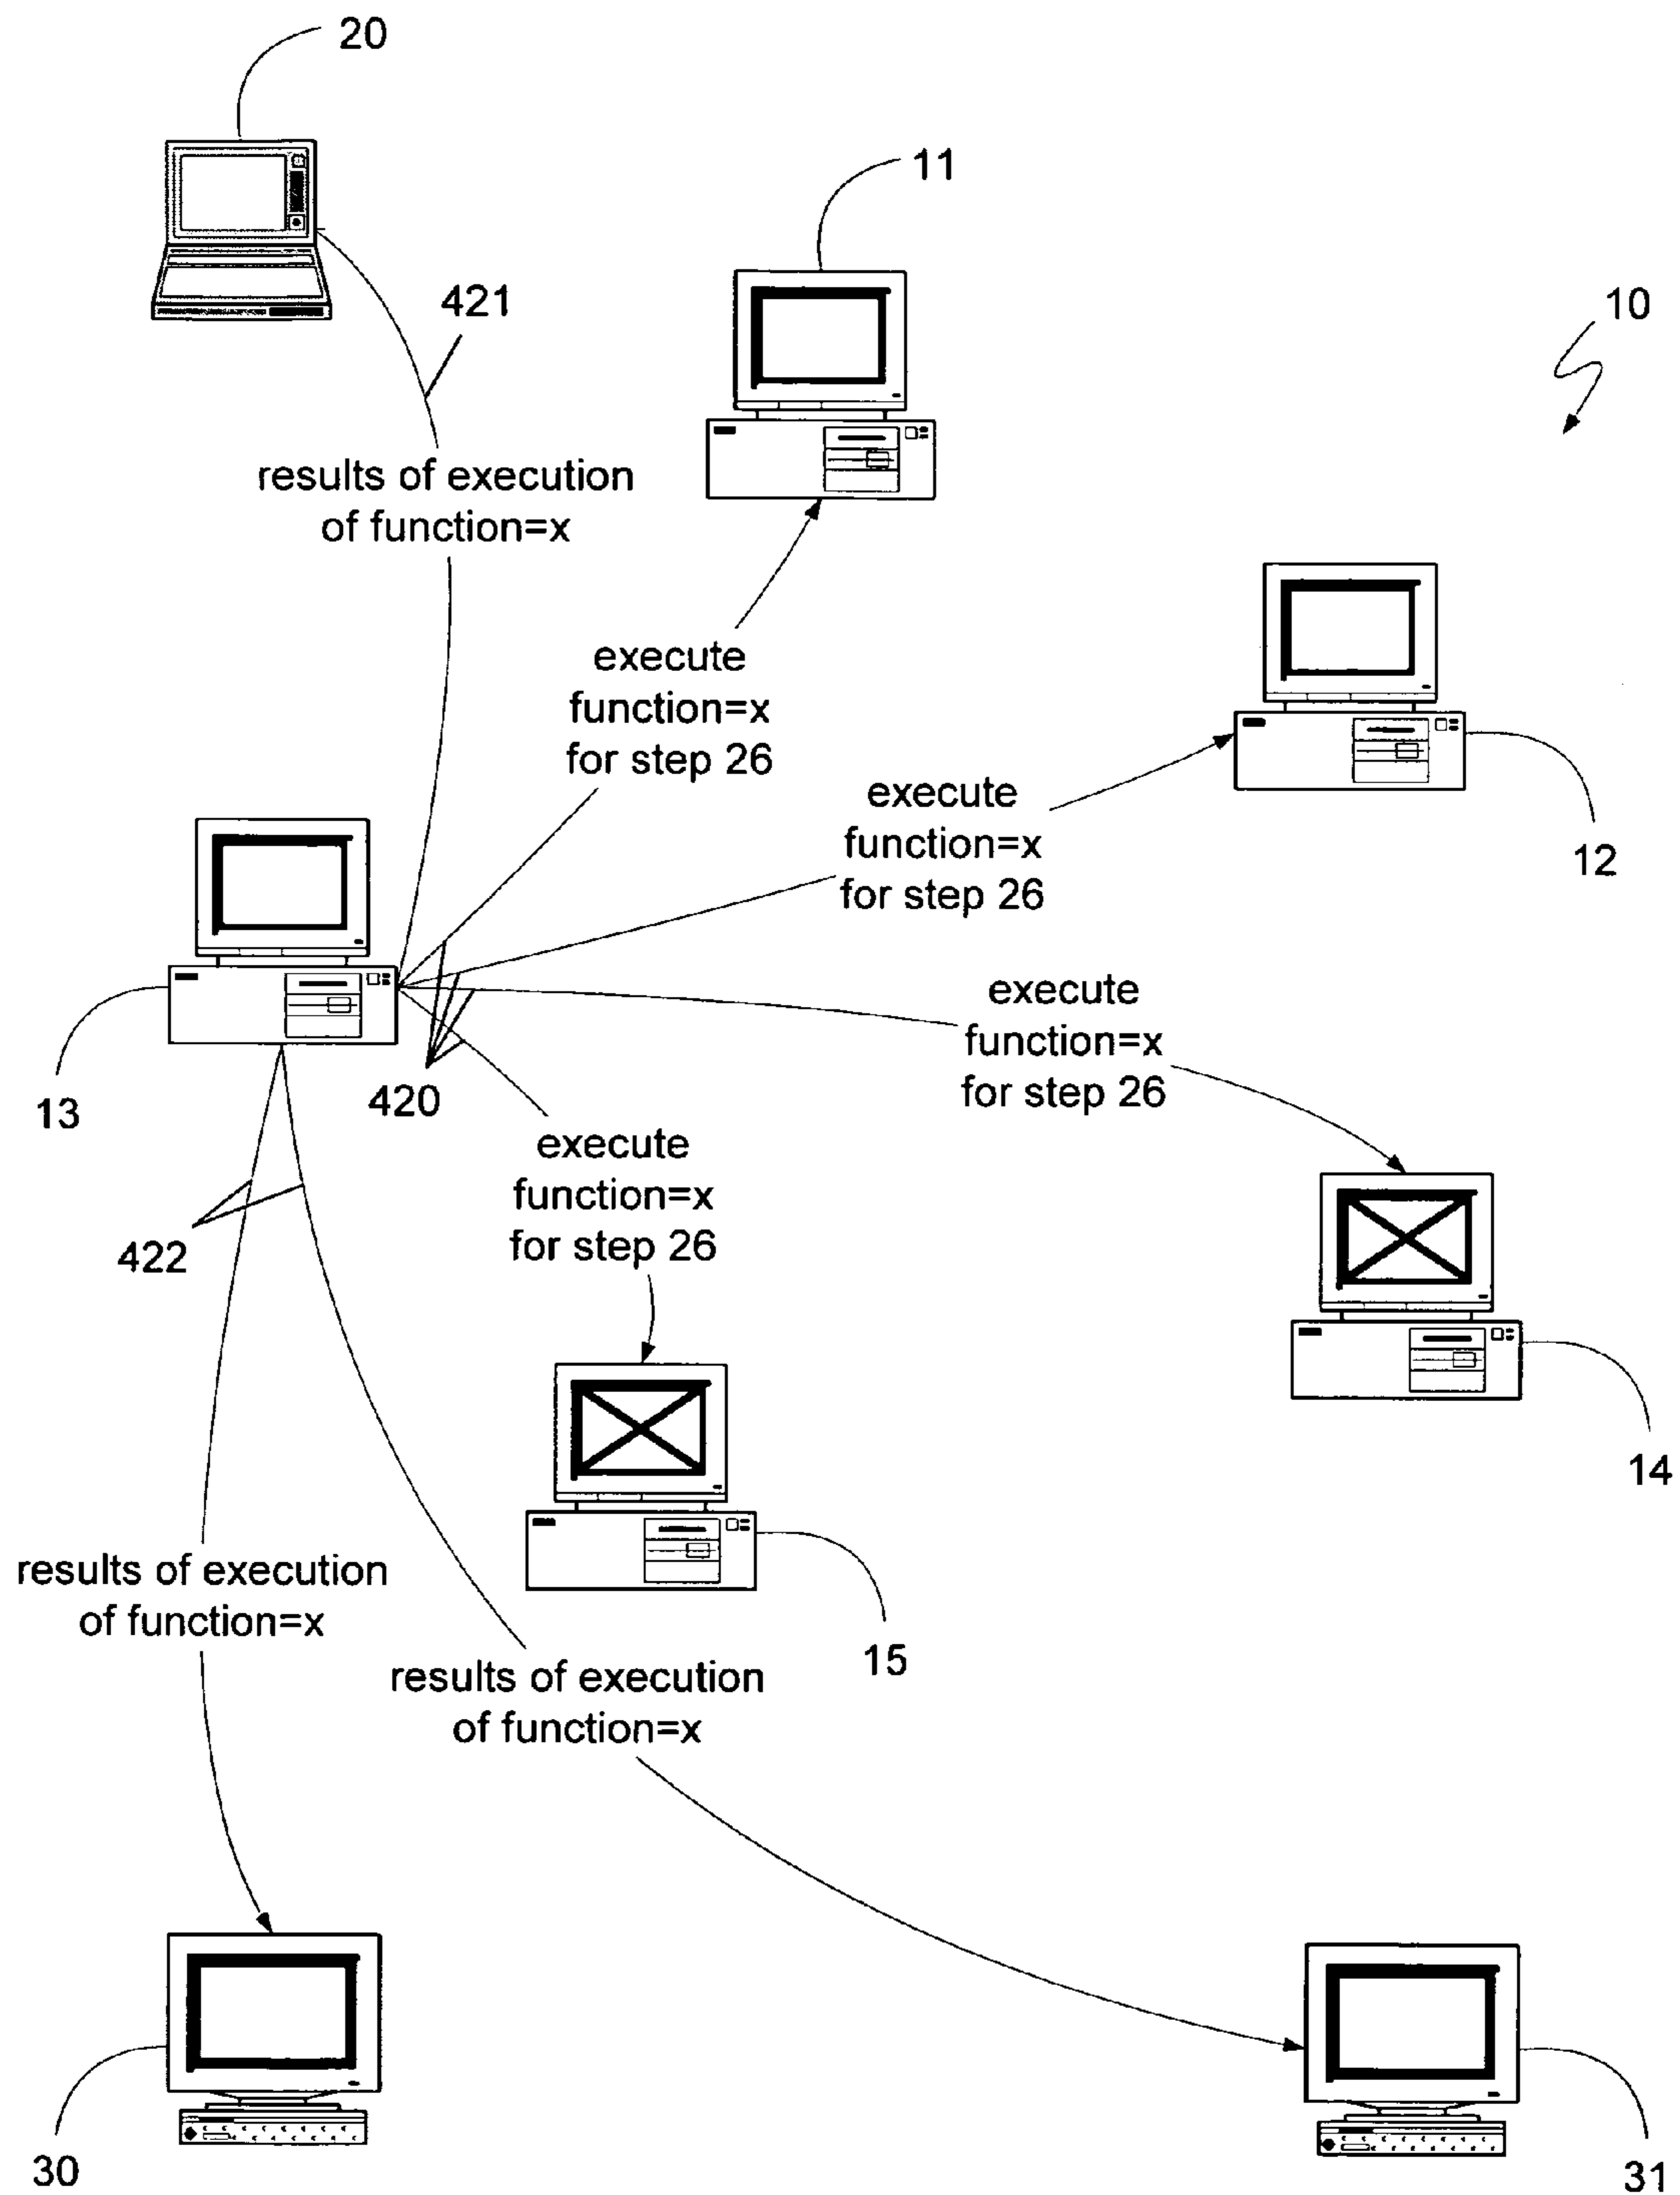 20
11
421
10
results of execution
of function=x
execute
function=x
for step 26
execute
function=x
for step 26
12
execute
function=x
for step 26
13
420
execute
function=x
for step 26
422
14
15
results of execution
of function=x
results of execution
of function=x
30
31